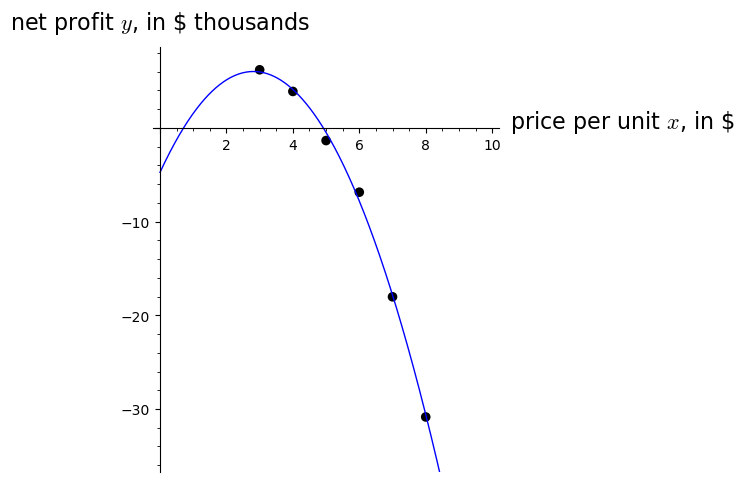 net profit y, in $ thousands
price per unit x, in $
2 4 6 8 10
−10
−20
−30